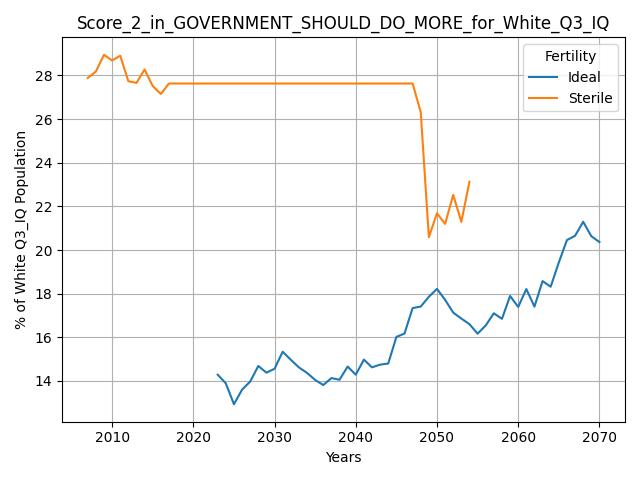 Score_2_in_GOVERNMENT_SHOULD_DO_MORE_for_White_Q3_IQ
Fertility
Ideal
Sterile
% of White Q3_IQ Population
28
26
24
22
20
18
16
14
2010 2020 2030 2040 2050 2060 2070
Years